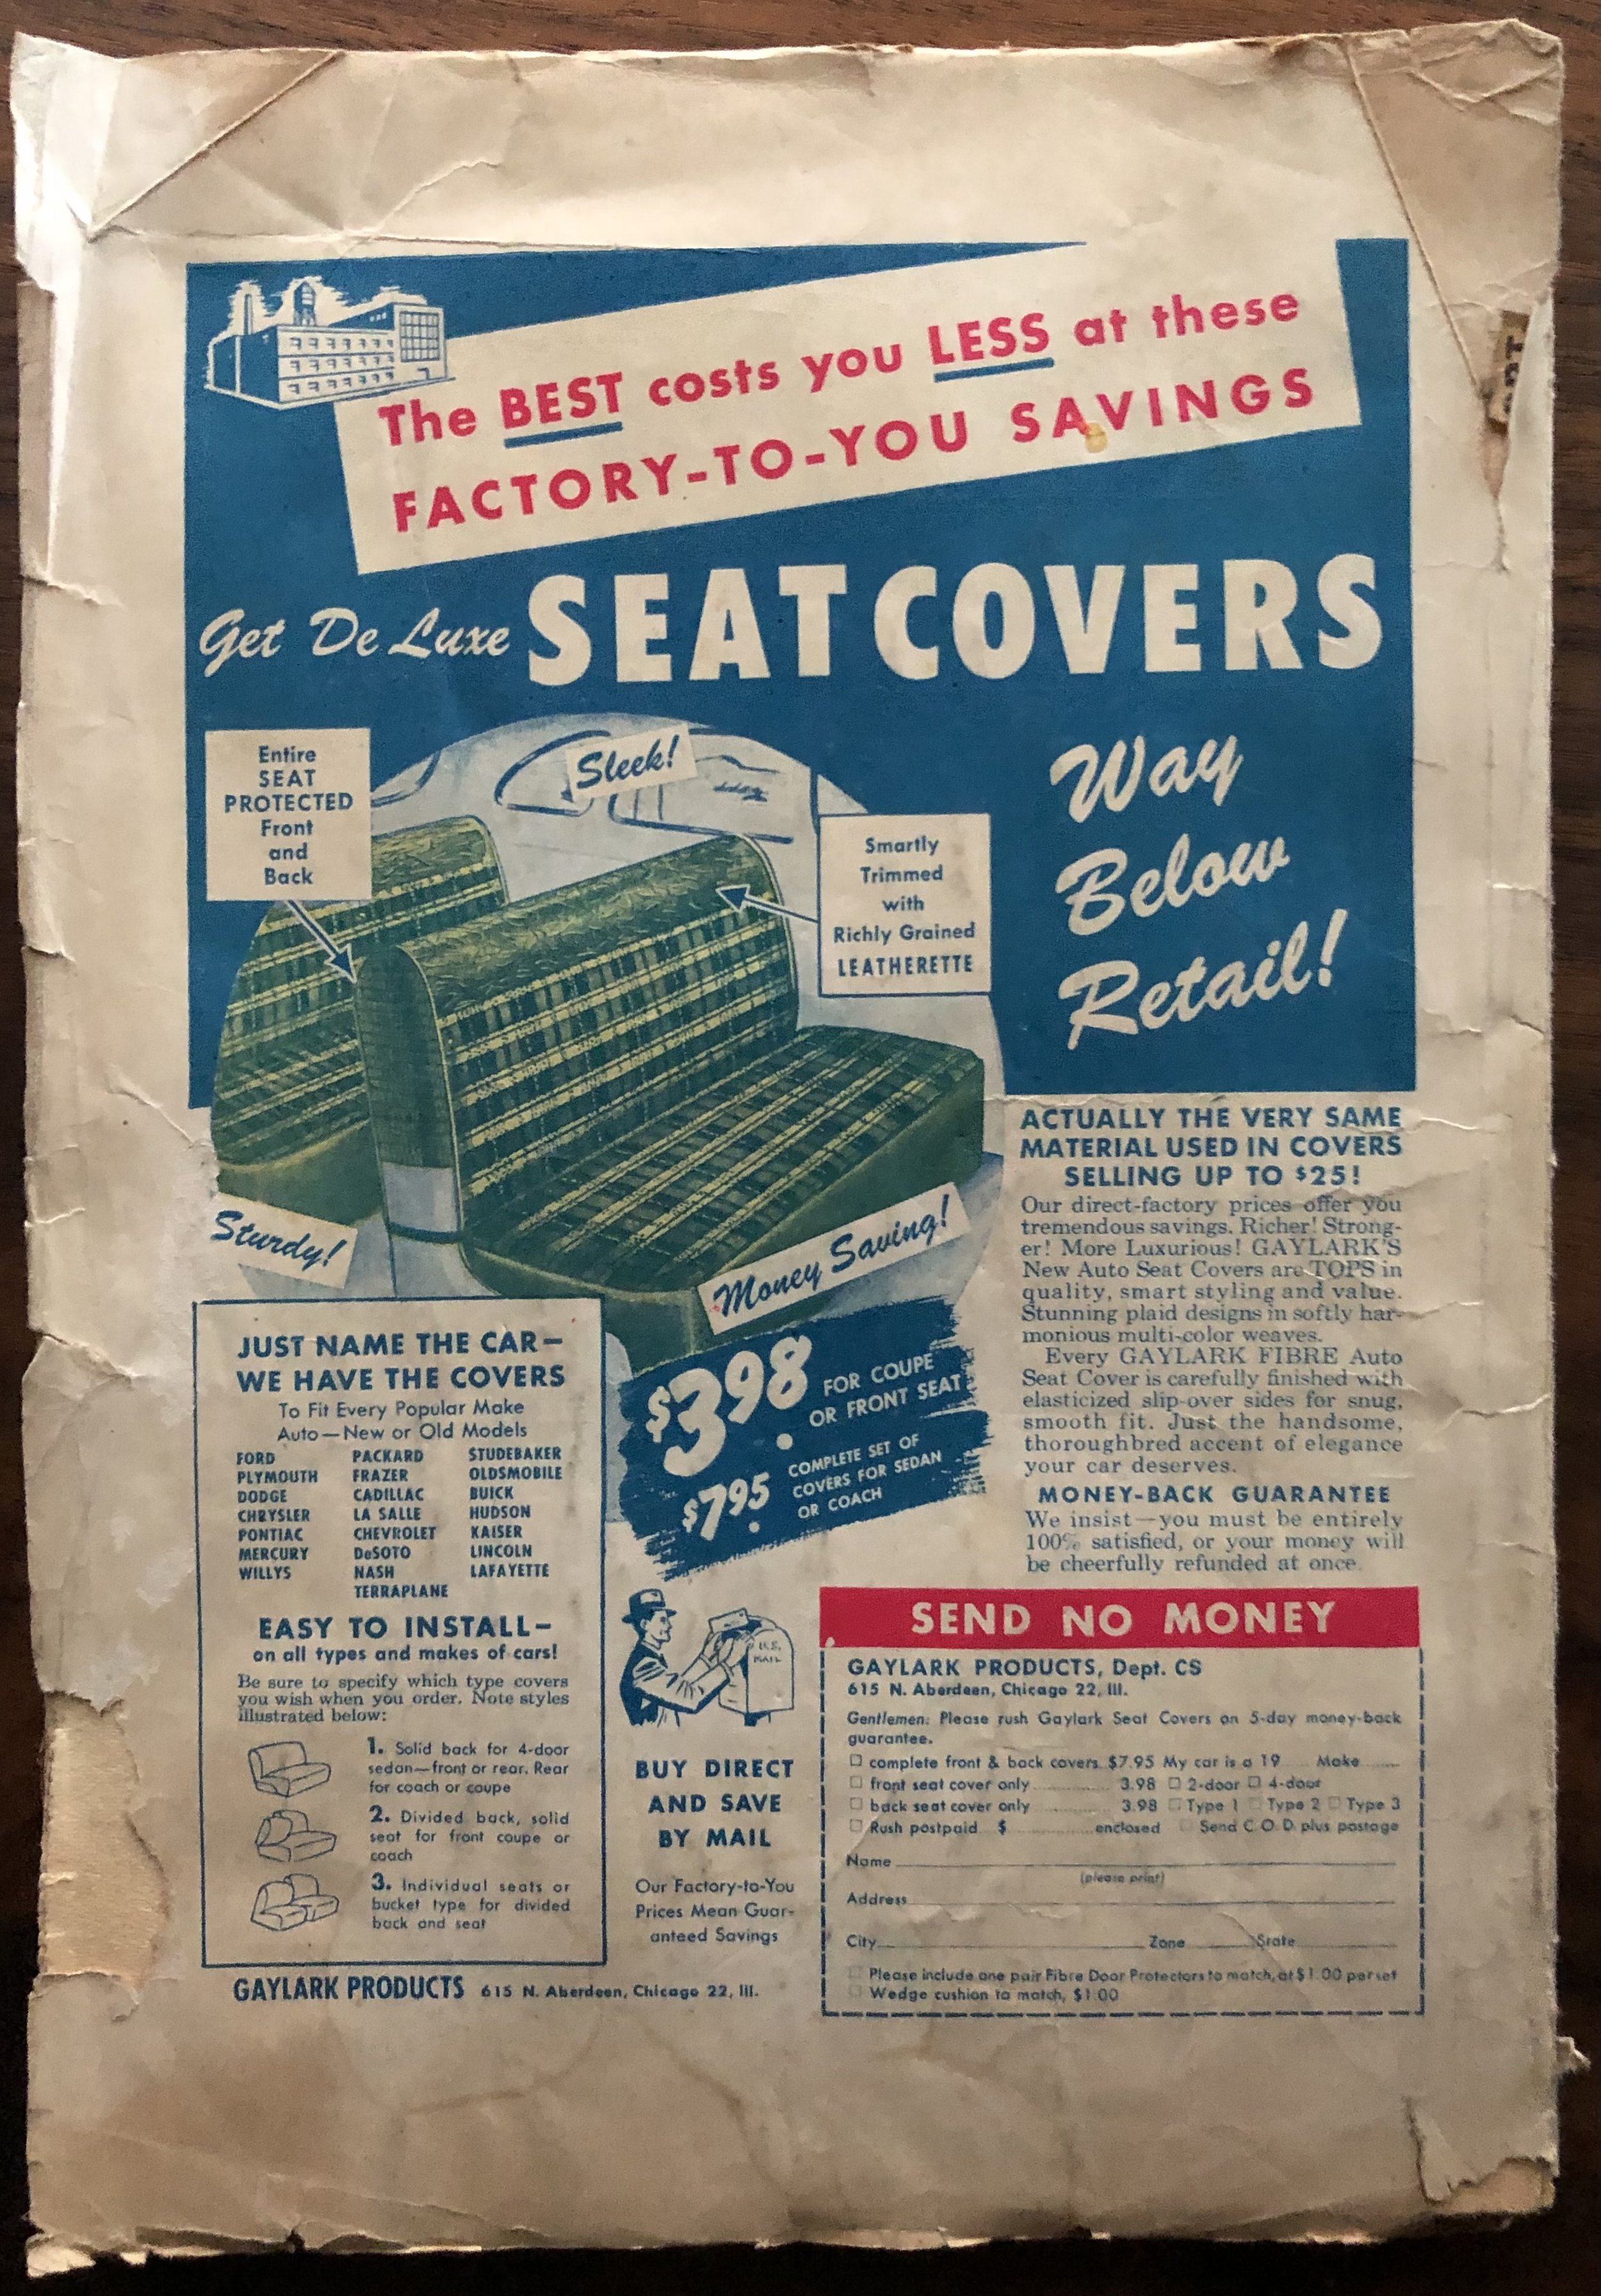 The BEST costs you LESS at these
FACTORY-TO-YOU SAVINGS
Get De Luxe SEAT COVERS
Way
Below
Retail!
Entire
SEAT
PROTECTED
Front
and
Back
Sleek!
Smartly
Trimmed
with
Richly Grained
LEATHERETTE
Sturdy!
Money Saving!
ACTUALLY THE VERY SAME
MATERIAL USED IN COVERS
SELLING UP TO $25!
Our direct-factory prices offer you
tremendous savings. Richer! Strong-
er! More Luxurious! GAYLARK'S
New Auto Seat Covers are TOPS in
quality, smart styling and value.
Stunning plaid designs in softly har-
monious multi-color weaves.
Every GAYLARK FIBRE Auto
Seat Cover is carefully finished with
elasticized slip-over sides for snug,
smooth fit. Just the handsome,
thoroughbred accent of elegance
your car deserves.
MONEY-BACK GUARANTEE
We insist—you must be entirely
100% satisfied, or your money will
be cheerfully refunded at once.
$3.98 FOR COUPE
OR FRONT SEAT
$7.95 COMPLETE SET OF
COVERS FOR SEDAN
OR COACH
JUST NAME THE CAR—
WE HAVE THE COVERS
To Fit Every Popular Make
Auto—New or Old Models
FORD PACKARD STUDEBAKER
PLYMOUTH FRAZER OLDSMOBILE
DODGE CADILLAC BUICK
CHRYSLER LA SALLE HUDSON
PONTIAC CHEVROLET KAISER
MERCURY DeSOTO LINCOLN
WILLYS NASH LAFAYETTE
TERRAPLANE
EASY TO INSTALL—
on all types and makes of cars!
Be sure to specify which type covers
you wish when you order. Note styles
illustrated below:
1. Solid back for 4-door
sedan—front or rear. Rear
for coach or coupe
2. Divided back, solid
seat for front coupe or
coach
3. Individual seats or
bucket type for divided
back and seat
U.S.
MAIL
BUY DIRECT
AND SAVE
BY MAIL
Our Factory-to-You
Prices Mean Guar-
anteed Savings
GAYLARK PRODUCTS 615 N. Aberdeen, Chicago 22, Ill.
SEND NO MONEY
GAYLARK PRODUCTS, Dept. CS
615 N. Aberdeen, Chicago 22, Ill.
Gentlemen: Please rush Gaylark Seat Covers on 5-day money-back
guarantee.
complete front & back covers $7.95 My car is a 19 Make
front seat cover only 3.98 2-door 4-door
back seat cover only 3.98 Type 1 Type 2 Type 3
Rush postpaid $ enclosed Send C.O.D. plus postage
Name
(please print)
Address
City Zone State
Please include one pair Fibre Door Protectors to match, at $1.00 per set
Wedge cushion to match, $1.00